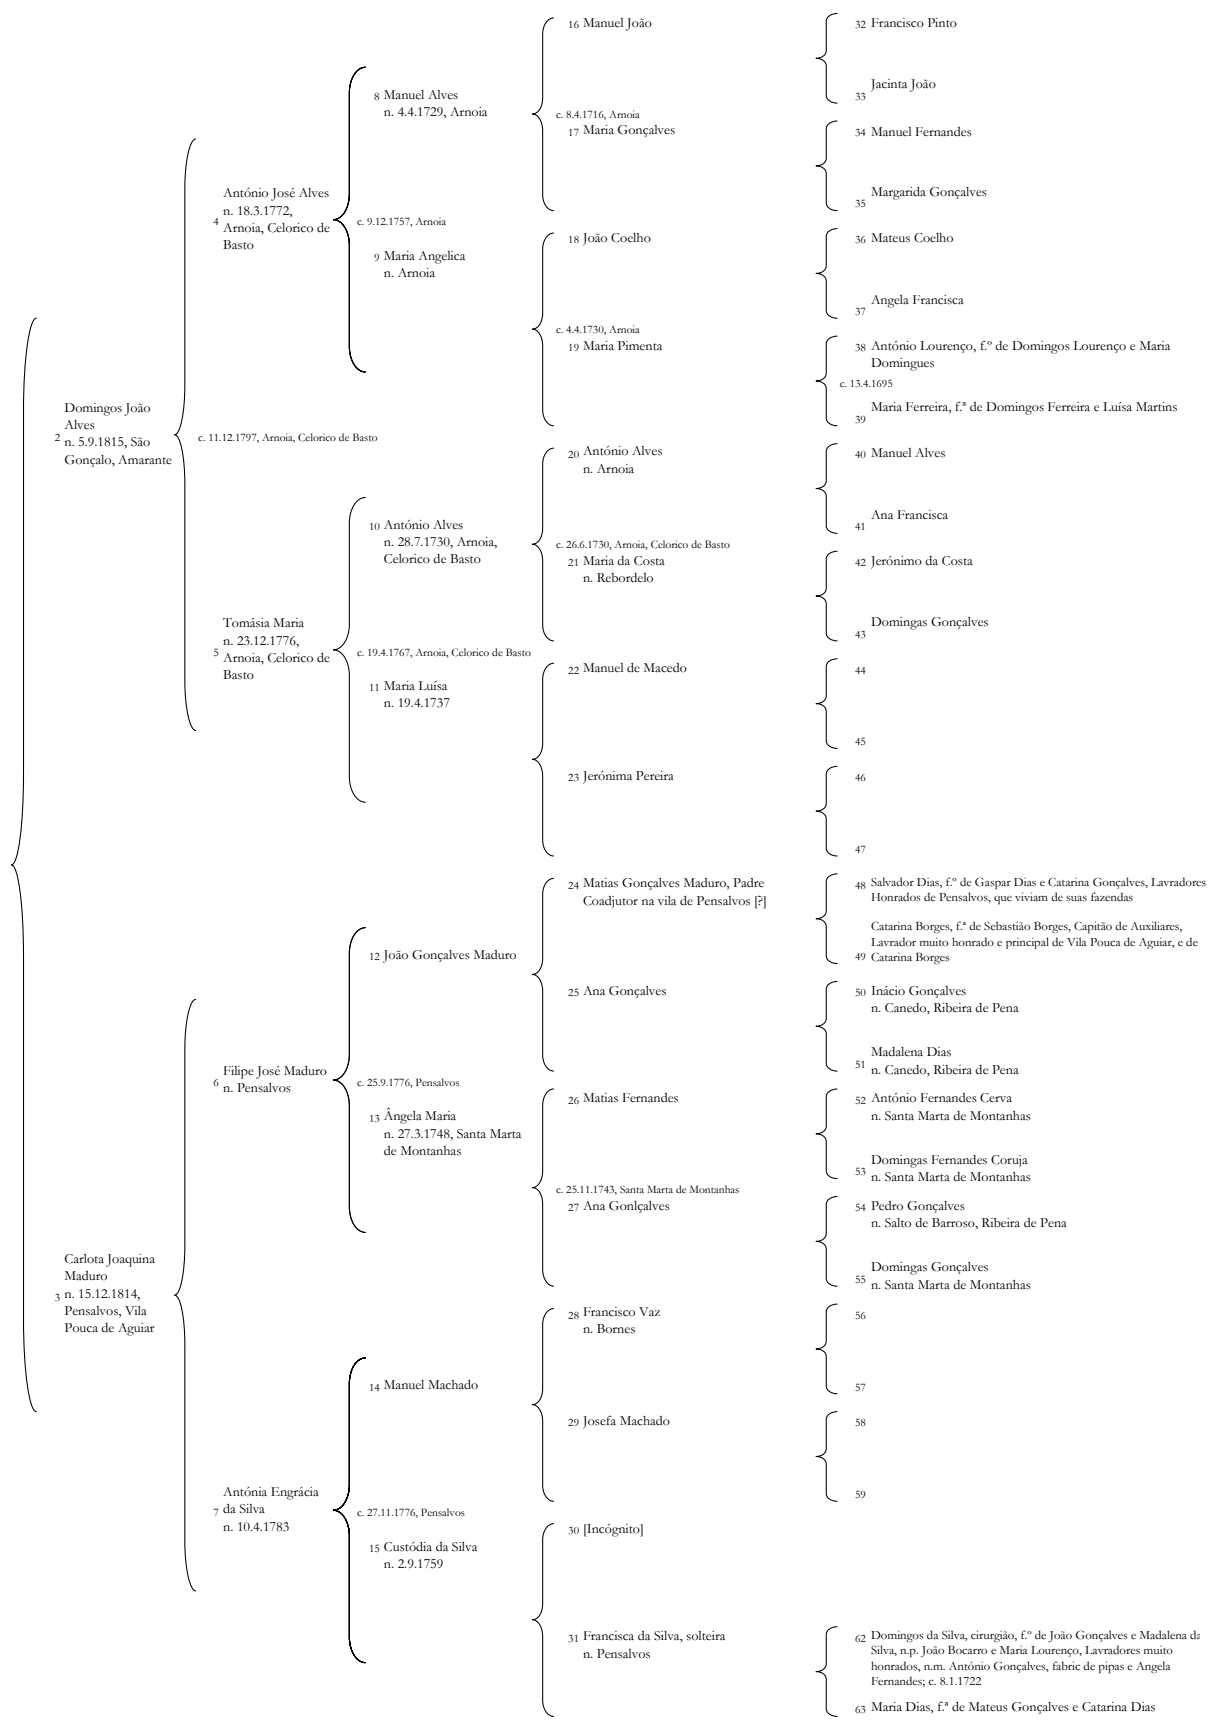 2 Domingos João
Alves
n. 5.9.1815, São
Gonçalo, Amarante
c. 11.12.1797, Arnoia, Celorico de Basto
3 Carlota Joaquina
Maduro
n. 15.12.1814,
Pensalvos, Vila
Pouca de Aguiar
4 António José Alves
n. 18.3.1772,
Arnoia, Celorico de
Basto
c. 9.12.1757, Arnoia
5 Tomásia Maria
n. 23.12.1776,
Arnoia, Celorico de
Basto
c. 19.4.1767, Arnoia, Celorico de Basto
6 Filipe José Maduro
n. Pensalvos
c. 25.9.1776, Pensalvos
7 Antónia Engrácia
da Silva
n. 10.4.1783
c. 27.11.1776, Pensalvos
8 Manuel Alves
n. 4.4.1729, Arnoia
9 Maria Angelica
n. Arnoia
10 António Alves
n. 28.7.1730, Arnoia,
Celorico de Basto
11 Maria Luísa
n. 19.4.1737
12 João Gonçalves Maduro
13 Ângela Maria
n. 27.3.1748, Santa Marta
de Montanhas
14 Manuel Machado
15 Custódia da Silva
n. 2.9.1759
16 Manuel João
c. 8.4.1716, Arnoia
17 Maria Gonçalves
18 João Coelho
c. 4.4.1730, Arnoia
19 Maria Pimenta
20 António Alves
n. Arnoia
c. 26.6.1730, Arnoia, Celorico de Basto
21 Maria da Costa
n. Rebordelo
22 Manuel de Macedo
23 Jerónima Pereira
24 Matias Gonçalves Maduro, Padre
Coadjutor na vila de Pensalvos [?]
25 Ana Gonçalves
26 Matias Fernandes
c. 25.11.1743, Santa Marta de Montanhas
27 Ana Gonlçalves
28 Francisco Vaz
n. Bornes
29 Josefa Machado
30 [Incógnito]
31 Francisca da Silva, solteira
n. Pensalvos
32 Francisco Pinto
33 Jacinta João
34 Manuel Fernandes
35 Margarida Gonçalves
36 Mateus Coelho
37 Angela Francisca
38 António Lourenço, f.º de Domingos Lourenço e Maria
Domingues
c. 13.4.1695
39 Maria Ferreira, f.ª de Domingos Ferreira e Luísa Martins
40 Manuel Alves
41 Ana Francisca
42 Jerónimo da Costa
43 Domingas Gonçalves
44
45
46
47
48 Salvador Dias, f.º de Gaspar Dias e Catarina Gonçalves, Lavradores
Honrados de Pensalvos, que viviam de suas fazendas
Catarina Borges, f.ª de Sebastião Borges, Capitão de Auxiliares,
Lavrador muito honrado e principal de Vila Pouca de Aguiar, e de
49 Catarina Borges
50 Inácio Gonçalves
n. Canedo, Ribeira de Pena
51 Madalena Dias
n. Canedo, Ribeira de Pena
52 António Fernandes Cerva
n. Santa Marta de Montanhas
53 Domingas Fernandes Coruja
n. Santa Marta de Montanhas
54 Pedro Gonçalves
n. Salto de Barroso, Ribeira de Pena
55 Domingas Gonçalves
n. Santa Marta de Montanhas
56
57
58
59
62 Domingos da Silva, cirurgião, f.º de João Gonçalves e Madalena da
Silva, n.p. João Bocarro e Maria Lourenço, Lavradores muito
honrados, n.m. António Gonçalves, fabric de pipas e Angela
Fernandes; c. 8.1.1722
63 Maria Dias, f.ª de Mateus Gonçalves e Catarina Dias